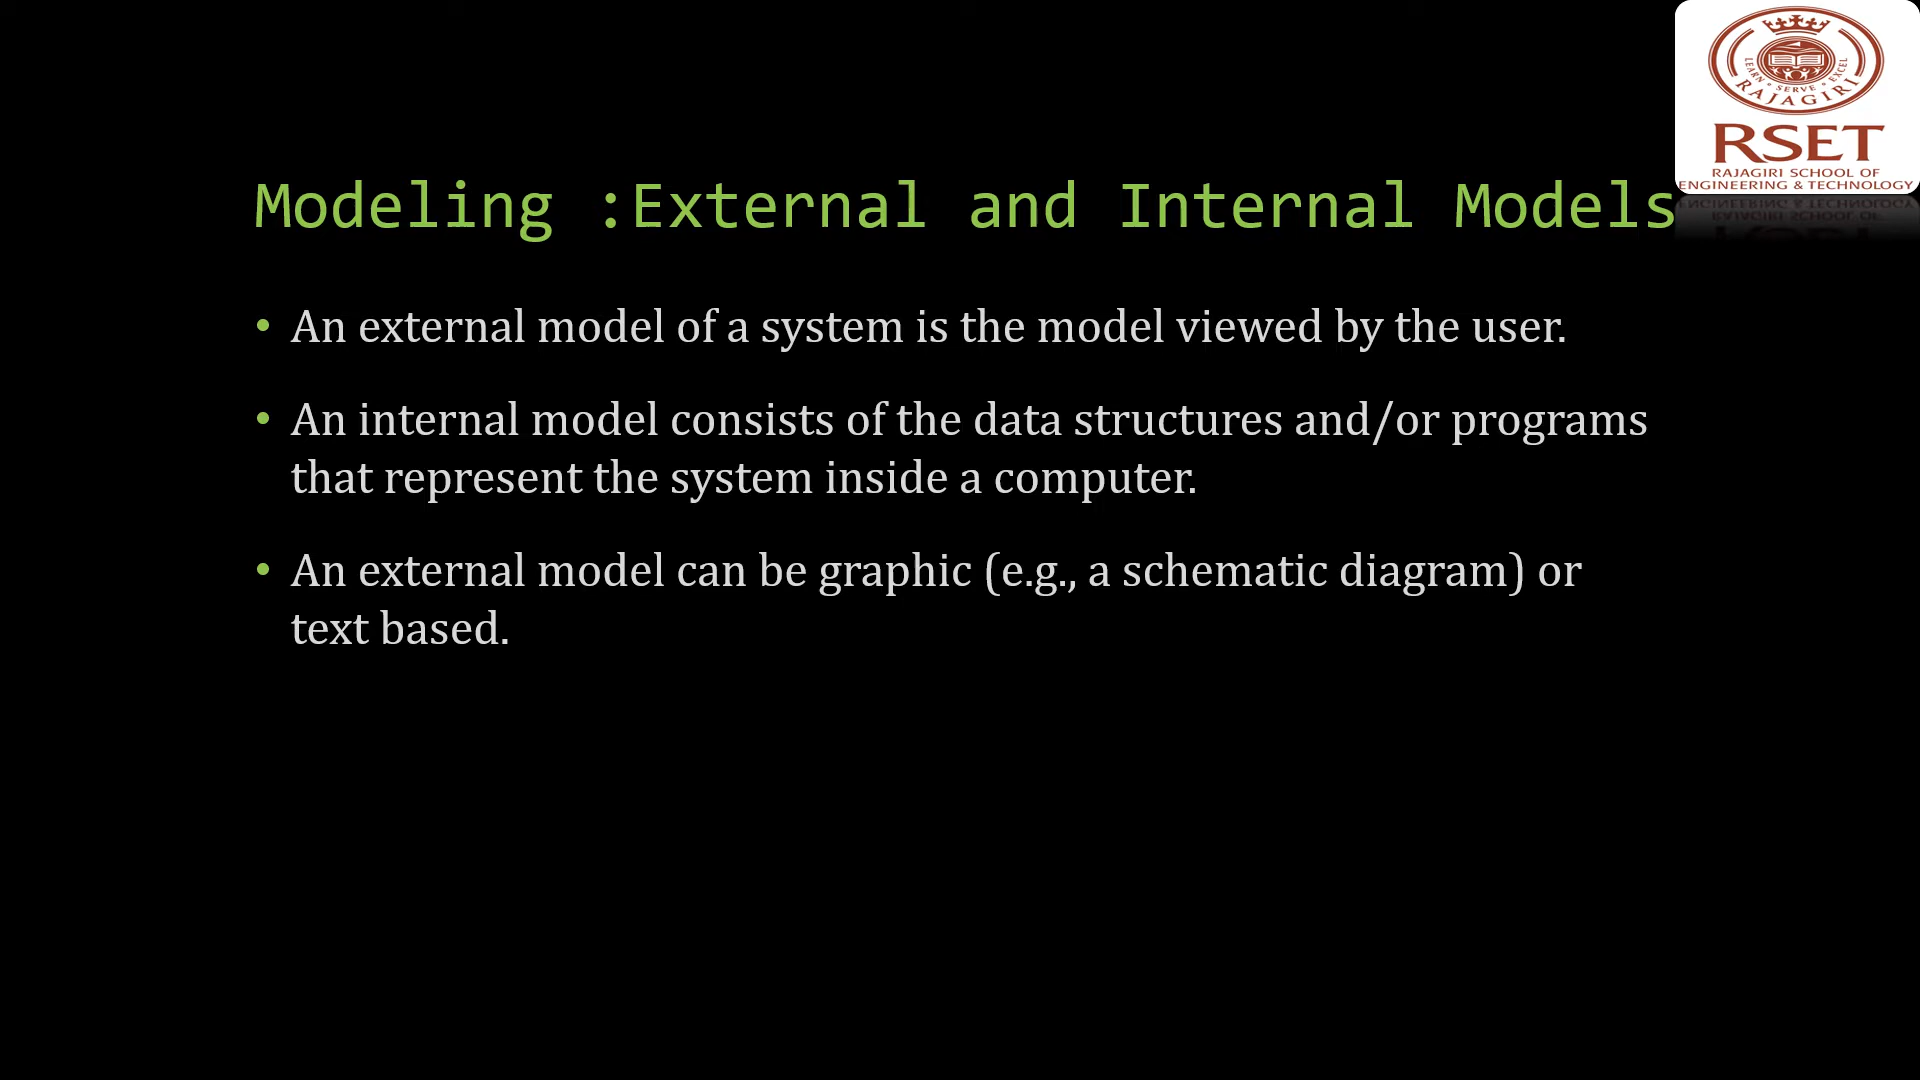 LEARN • SERVE • EXCEL
RAJAGIRI
RSET
RAJAGIRI SCHOOL OF
ENGINEERING & TECHNOLOGY
Modeling :External and Internal Models
• An external model of a system is the model viewed by the user.
• An internal model consists of the data structures and/or programs
that represent the system inside a computer.
• An external model can be graphic (e.g., a schematic diagram) or
text based.